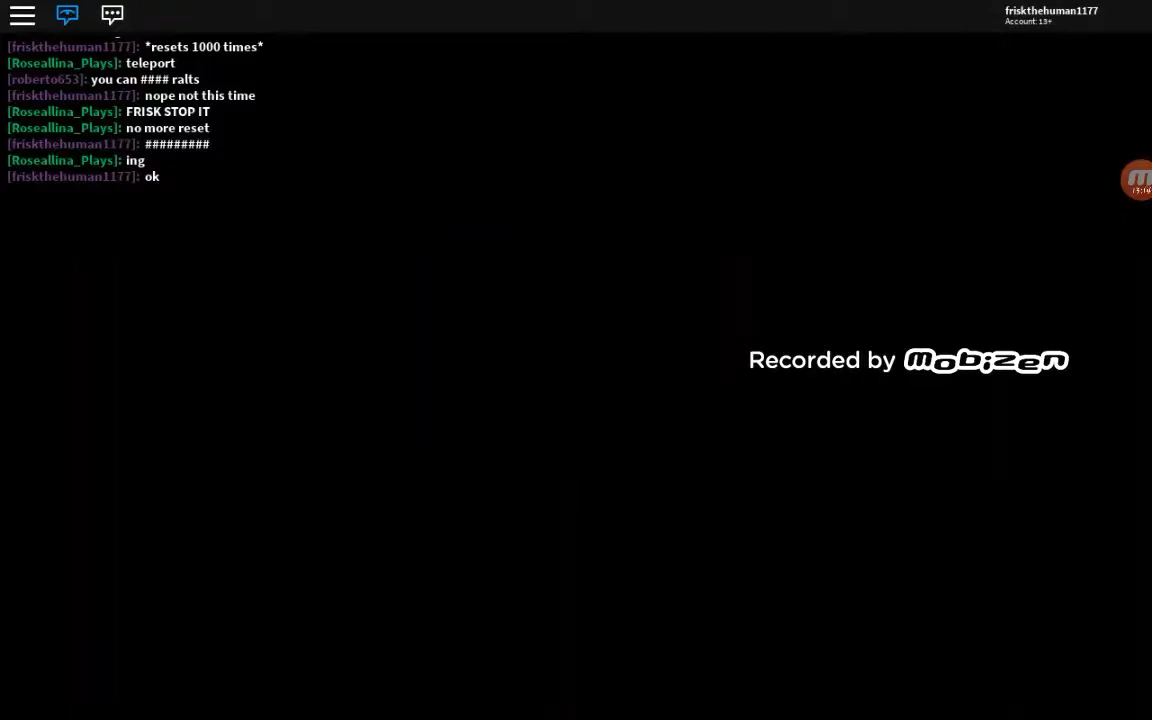 friskthehuman1177
Account: 13+
[friskthehuman1177]: *resets 1000 times*
[Roseallina_Plays]: teleport
[roberto653]: you can #### ralts
[friskthehuman1177]: nope not this time
[Roseallina_Plays]: FRISK STOP IT
[Roseallina_Plays]: no more reset
[friskthehuman1177]: #########
[Roseallina_Plays]: ing
[friskthehuman1177]: ok
Recorded by mobizen